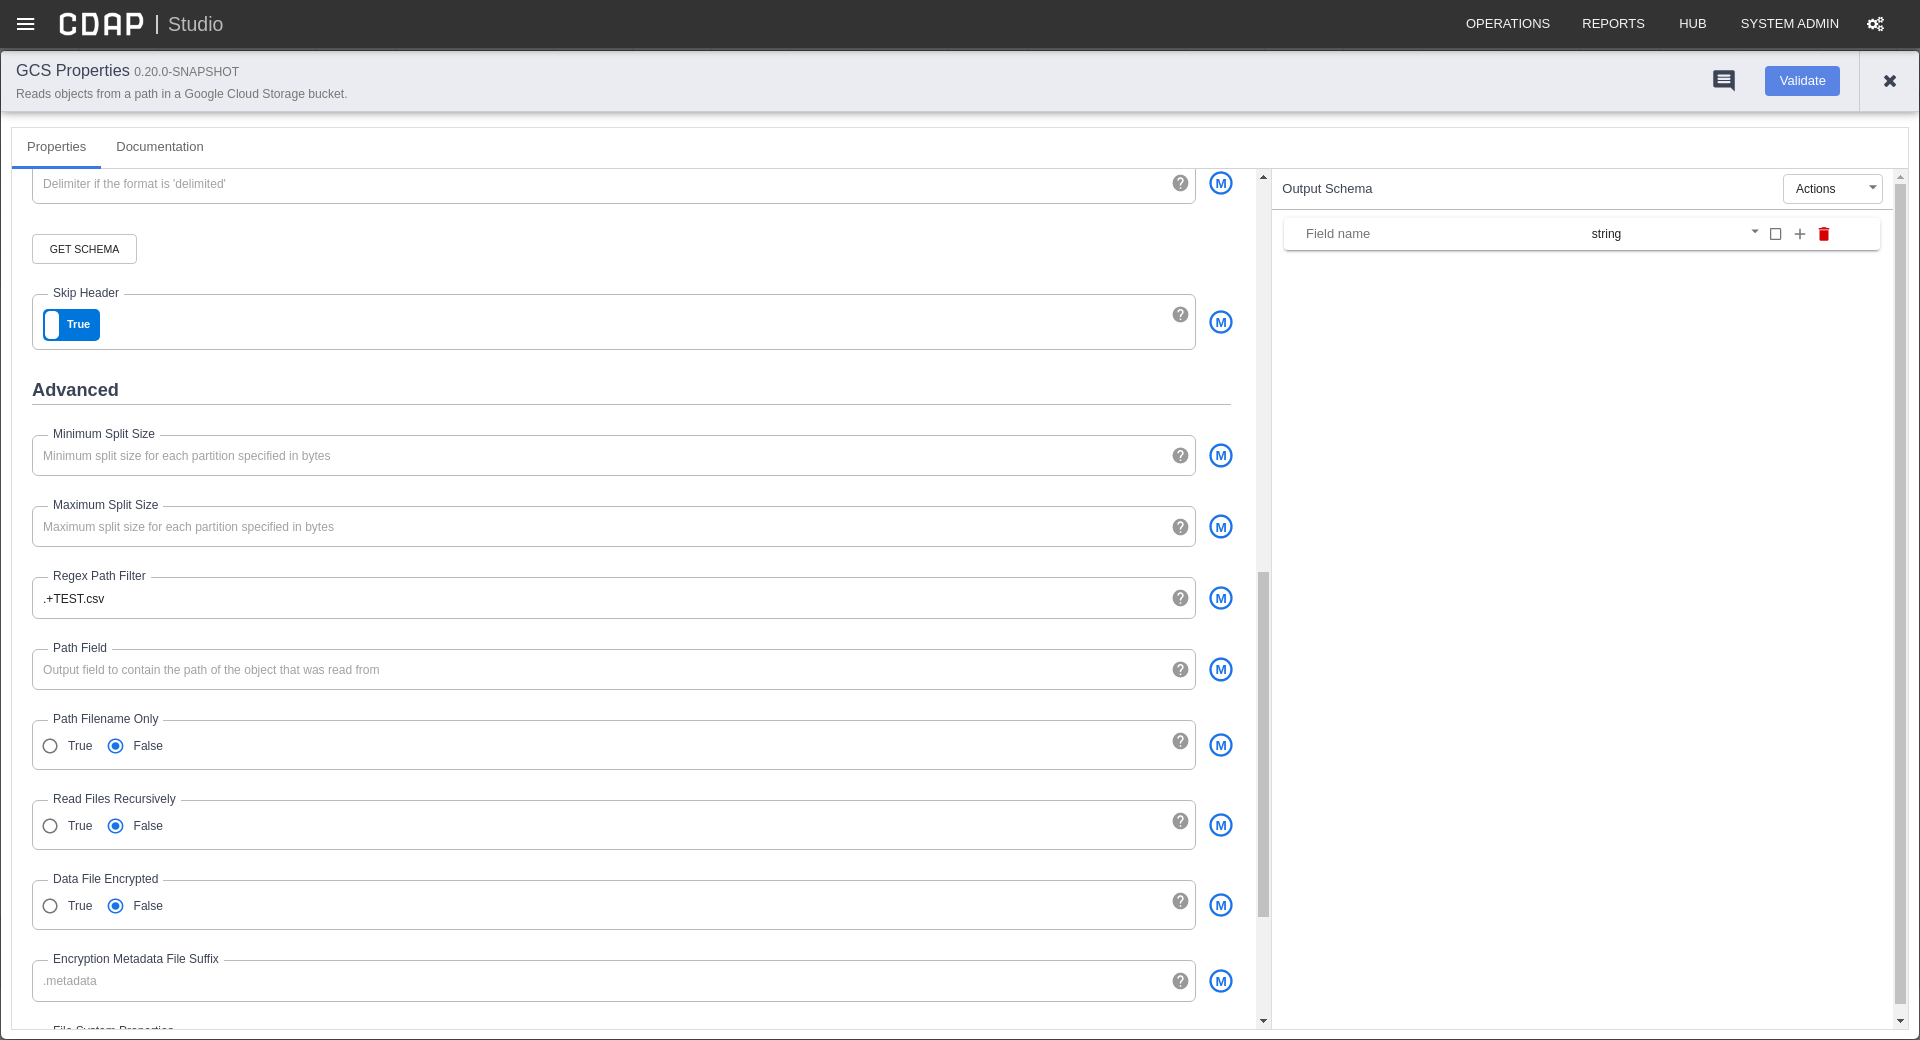 CDAP | Studio
OPERATIONS REPORTS HUB SYSTEM ADMIN
GCS Properties 0.20.0-SNAPSHOT
Reads objects from a path in a Google Cloud Storage bucket.
Validate
Properties Documentation
Delimiter if the format is 'delimited'
M
Output Schema
Actions
Field name string
GET SCHEMA
Skip Header
True
M
Advanced
Minimum Split Size
Minimum split size for each partition specified in bytes
M
Maximum Split Size
Maximum split size for each partition specified in bytes
M
Regex Path Filter
.+TEST.csv
M
Path Field
Output field to contain the path of the object that was read from
M
Path Filename Only
True False
M
Read Files Recursively
True False
M
Data File Encrypted
True False
M
Encryption Metadata File Suffix
.metadata
M
File System Properties